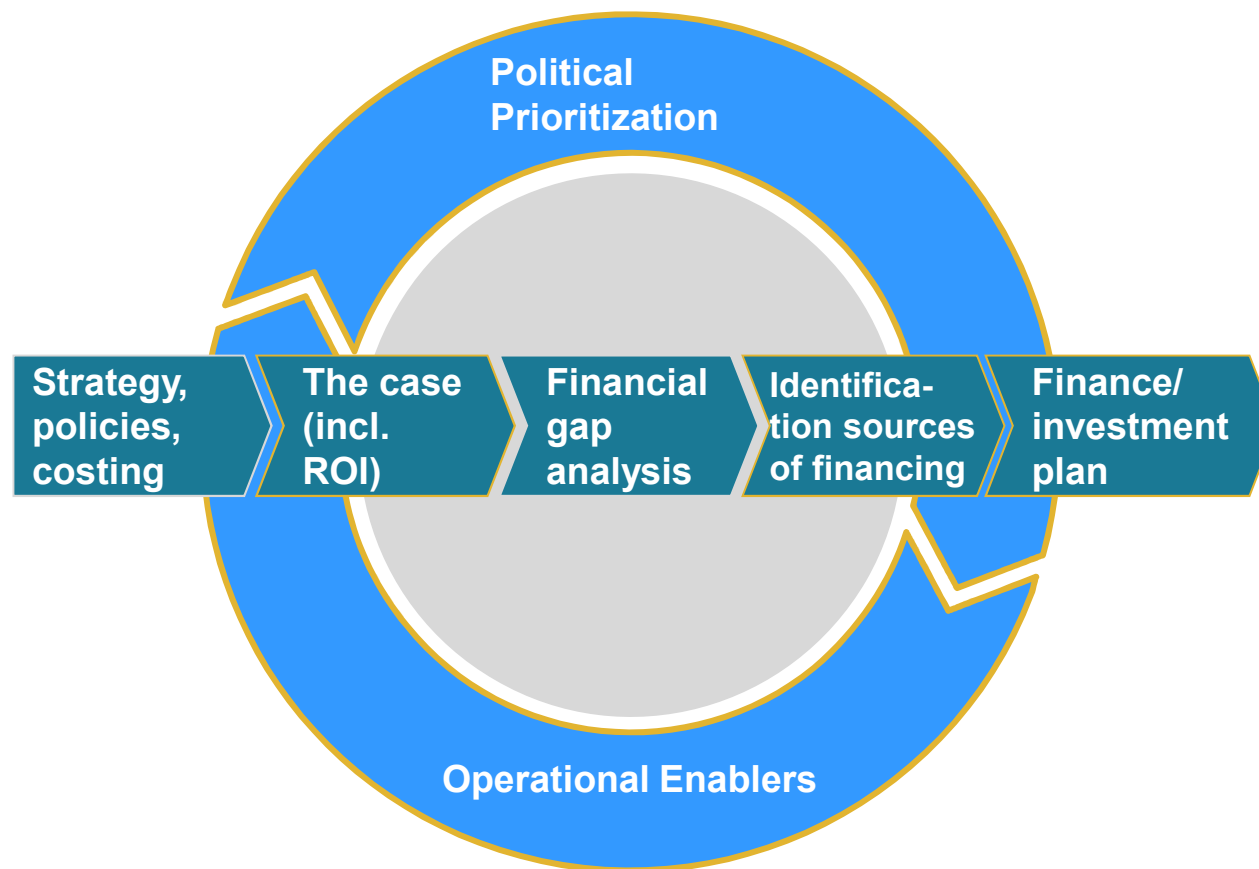 Political
Prioritization
Strategy,
policies,
costing
The case
(incl.
ROI)
Financial
gap
analysis
Identifica-
tion sources
of financing
Finance/
investment
plan
Operational Enablers